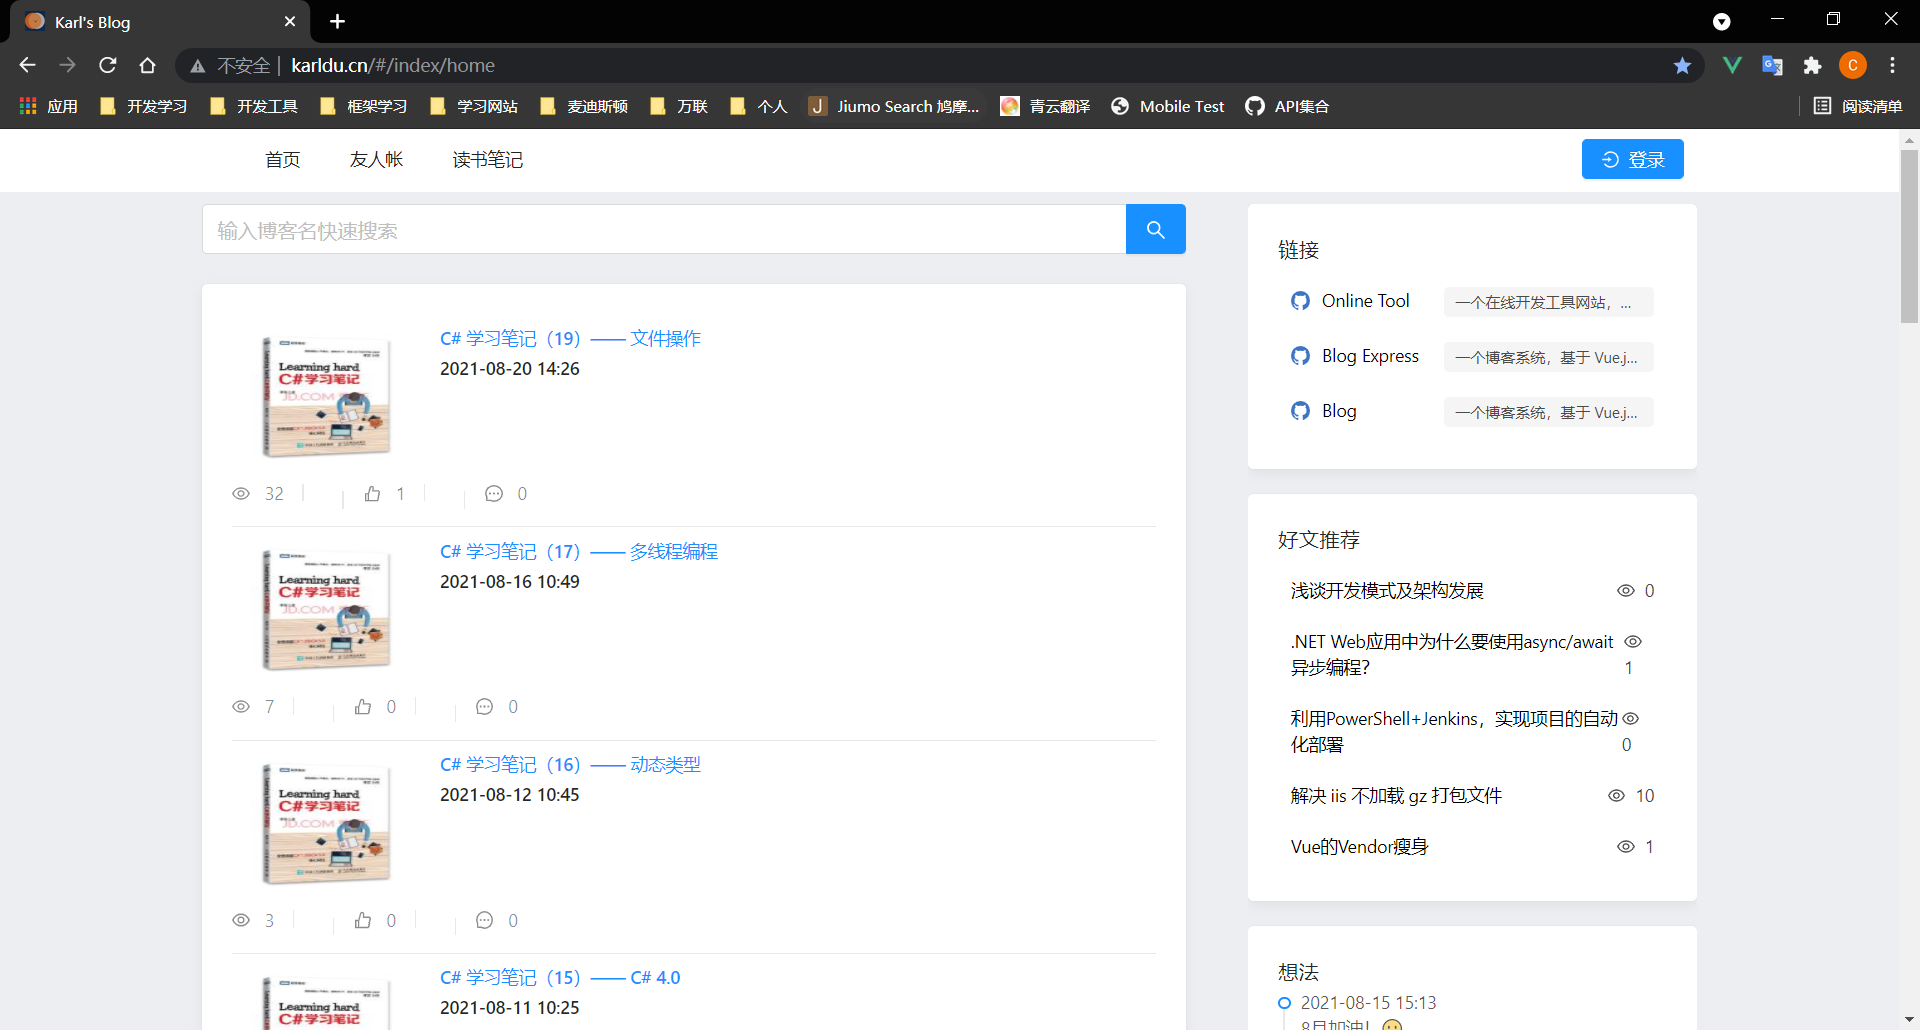 Karl's Blog
不安全 karldu.cn/#/index/home
应用 开发学习 开发工具 框架学习 学习网站 麦迪斯顿 万联 个人 Jiumo Search 鸠摩... 青云翻译 Mobile Test API集合 阅读清单
首页 友人帐 读书笔记 登录
输入博客名快速搜索
C# 学习笔记（19）—— 文件操作
2021-08-20 14:26
Learning hard
C#学习笔记
JD.COM
32 1 0
C# 学习笔记（17）—— 多线程编程
2021-08-16 10:49
Learning hard
C#学习笔记
JD.COM
7 0 0
C# 学习笔记（16）—— 动态类型
2021-08-12 10:45
Learning hard
C#学习笔记
JD.COM
3 0 0
C# 学习笔记（15）—— C# 4.0
2021-08-11 10:25
Learning hard
C#学习笔记
链接
Online Tool 一个在线开发工具网站，...
Blog Express 一个博客系统，基于 Vue.j...
Blog 一个博客系统，基于 Vue.j...
好文推荐
浅谈开发模式及架构发展 0
.NET Web应用中为什么要使用async/await
异步编程？ 1
利用PowerShell+Jenkins，实现项目的自动
化部署 0
解决 iis 不加载 gz 打包文件 10
Vue的Vendor瘦身 1
想法
2021-08-15 15:13
8月加油！